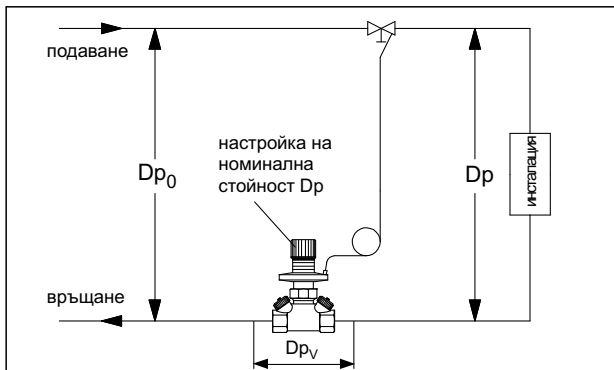 подаване
настройка на
номинална
стойност Dp
Dp0
Dp
инсталация
връщане
DpV